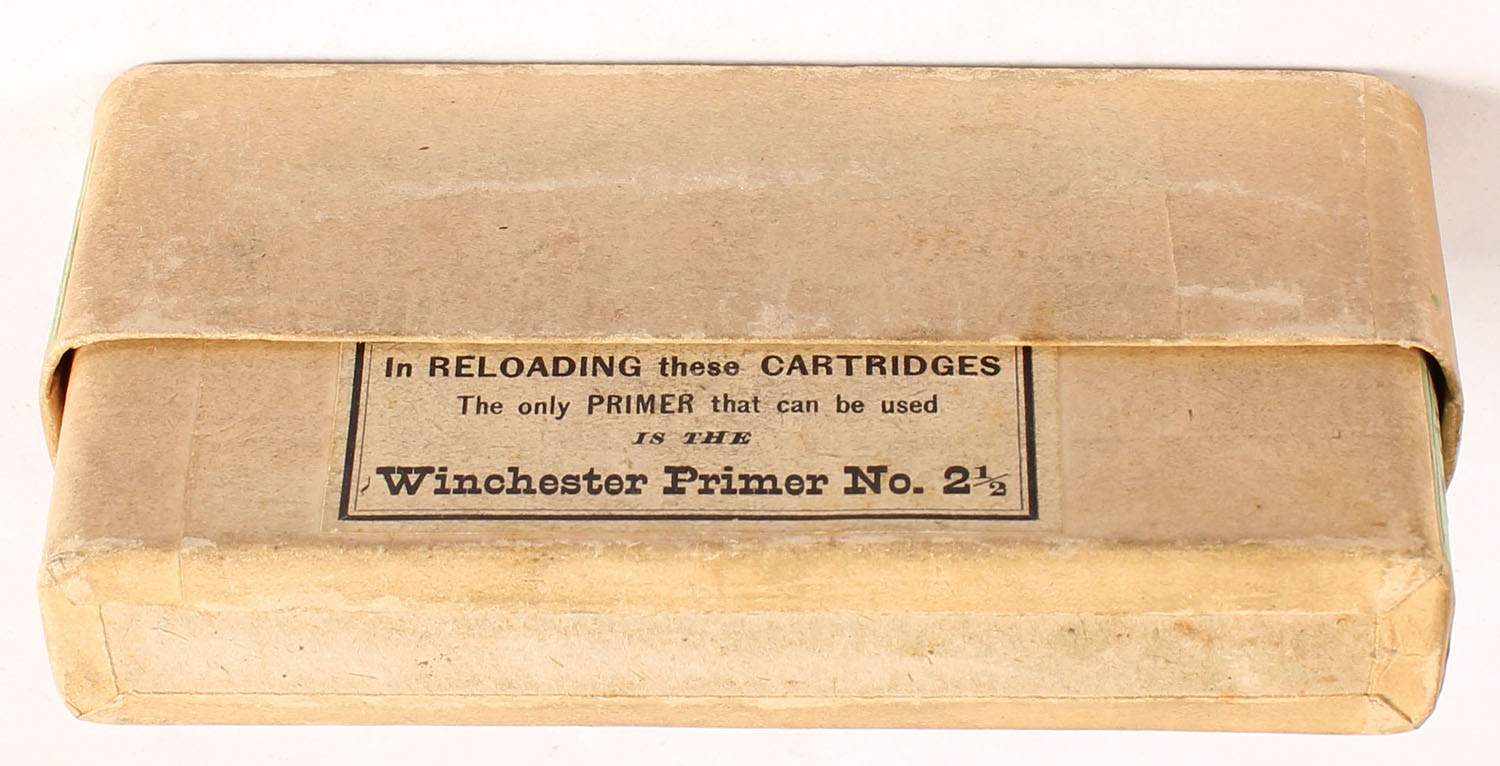 In RELOADING these CARTRIDGES
The only PRIMER that can be used
IS THE
Winchester Primer No. 2½